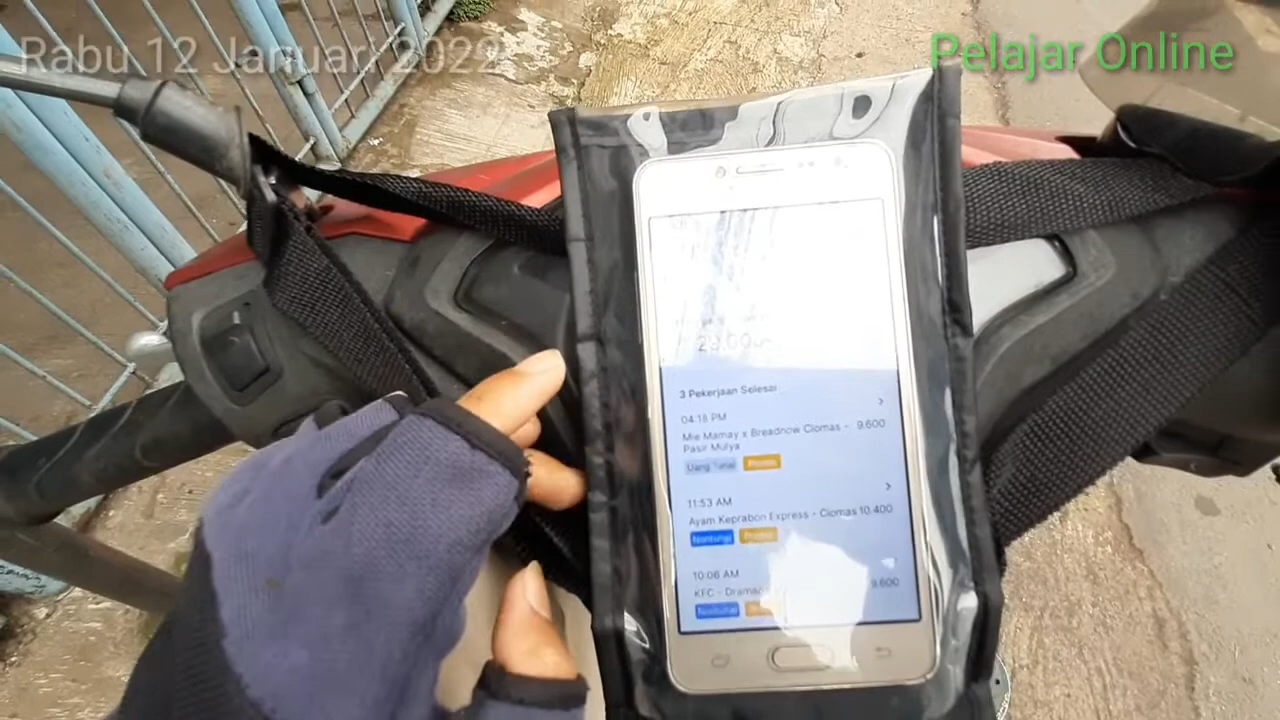 Rabu 12 Januari 2022
Pelajar Online
3 Pekerjaan Selesai
04:18 PM
Mie Mamay x Breadnow Ciomas - 9.600
Pasir Mulya
Uang Tunai Promo
11:53 AM
Ayam Keprabon Express - Ciomas 10.400
Nontunai Promo
10:06 AM
KFC - 9.600
Nontunai